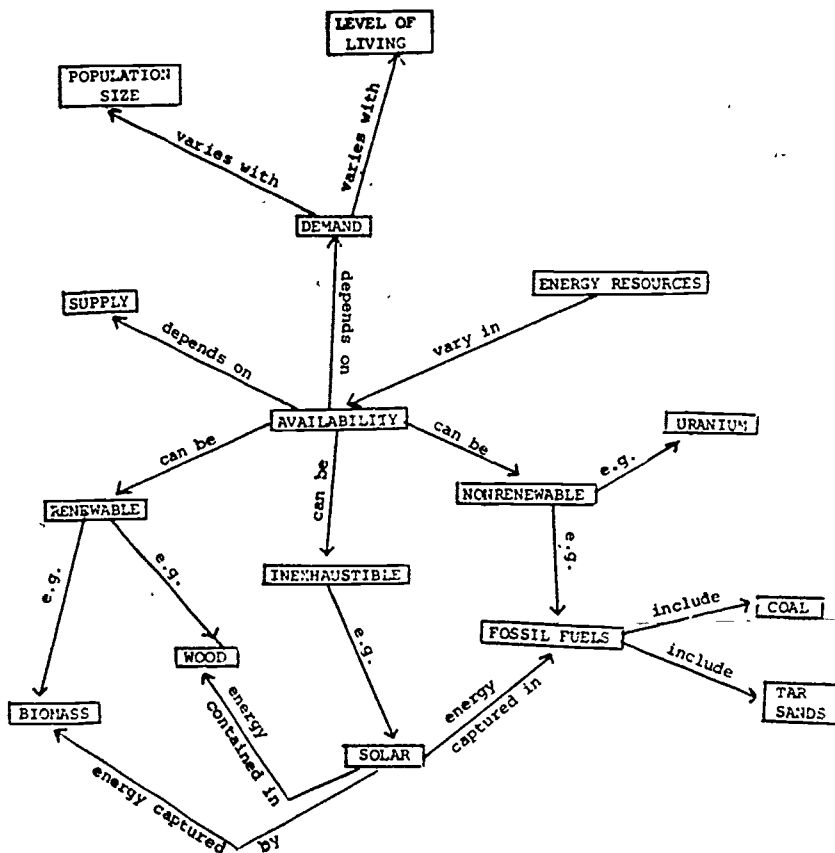 LEVEL OF
LIVING
POPULATION
SIZE
varies with
varies with
DEMAND
depends on
ENERGY RESOURCES
SUPPLY
depends on
vary in
AVAILABILITY
can be
can be
can be
URANIUM
e.g.
NONRENEWABLE
RENEWABLE
e.g.
e.g.
e.g.
INEXHAUSTIBLE
include
COAL
FOSSIL FUELS
include
WOOD
e.g.
energy
contained in
energy
captured in
TAR
SANDS
BIOMASS
SOLAR
energy captured
by